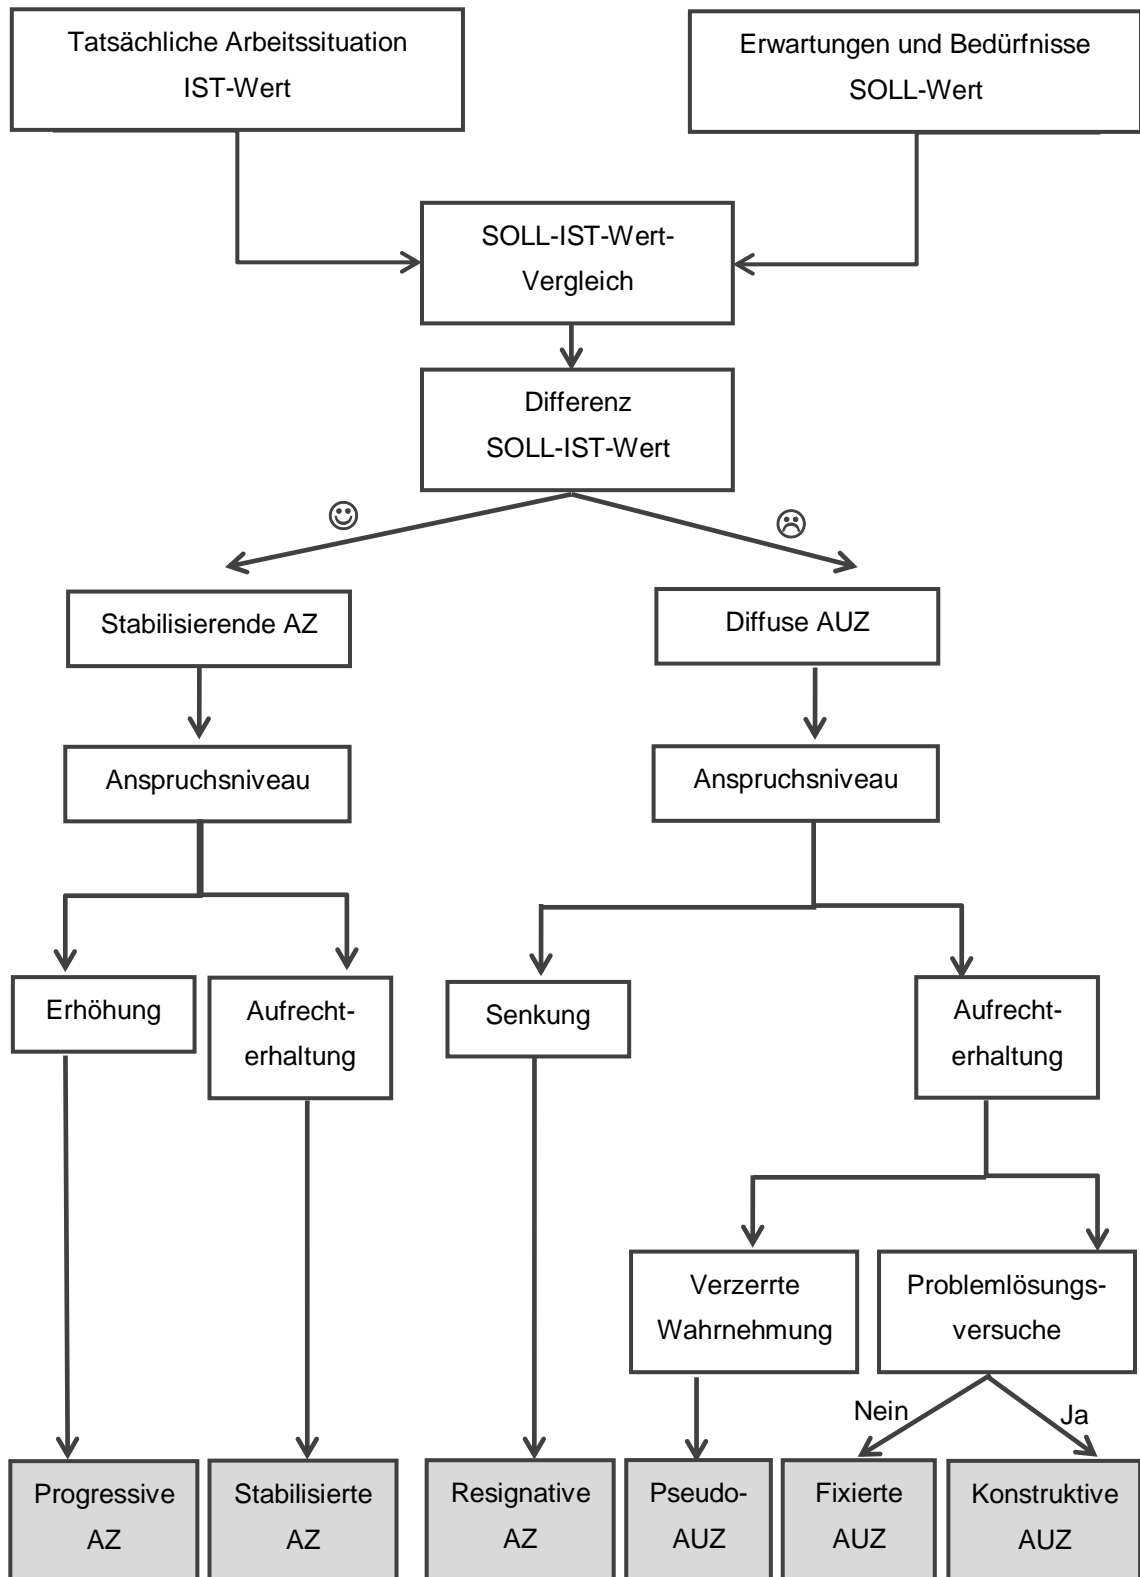 Tatsächliche Arbeitssituation
IST-Wert
Erwartungen und Bedürfnisse
SOLL-Wert
SOLL-IST-Wert-
Vergleich
Differenz
SOLL-IST-Wert
Stabilisierende AZ
Diffuse AUZ
Anspruchsniveau
Anspruchsniveau
Erhöhung
Aufrecht-
erhaltung
Senkung
Aufrecht-
erhaltung
Verzerrte
Wahrnehmung
Problemlösungs-
versuche
Nein
Ja
Progressive
AZ
Stabilisierte
AZ
Resignative
AZ
Pseudo-
AUZ
Fixierte
AUZ
Konstruktive
AUZ